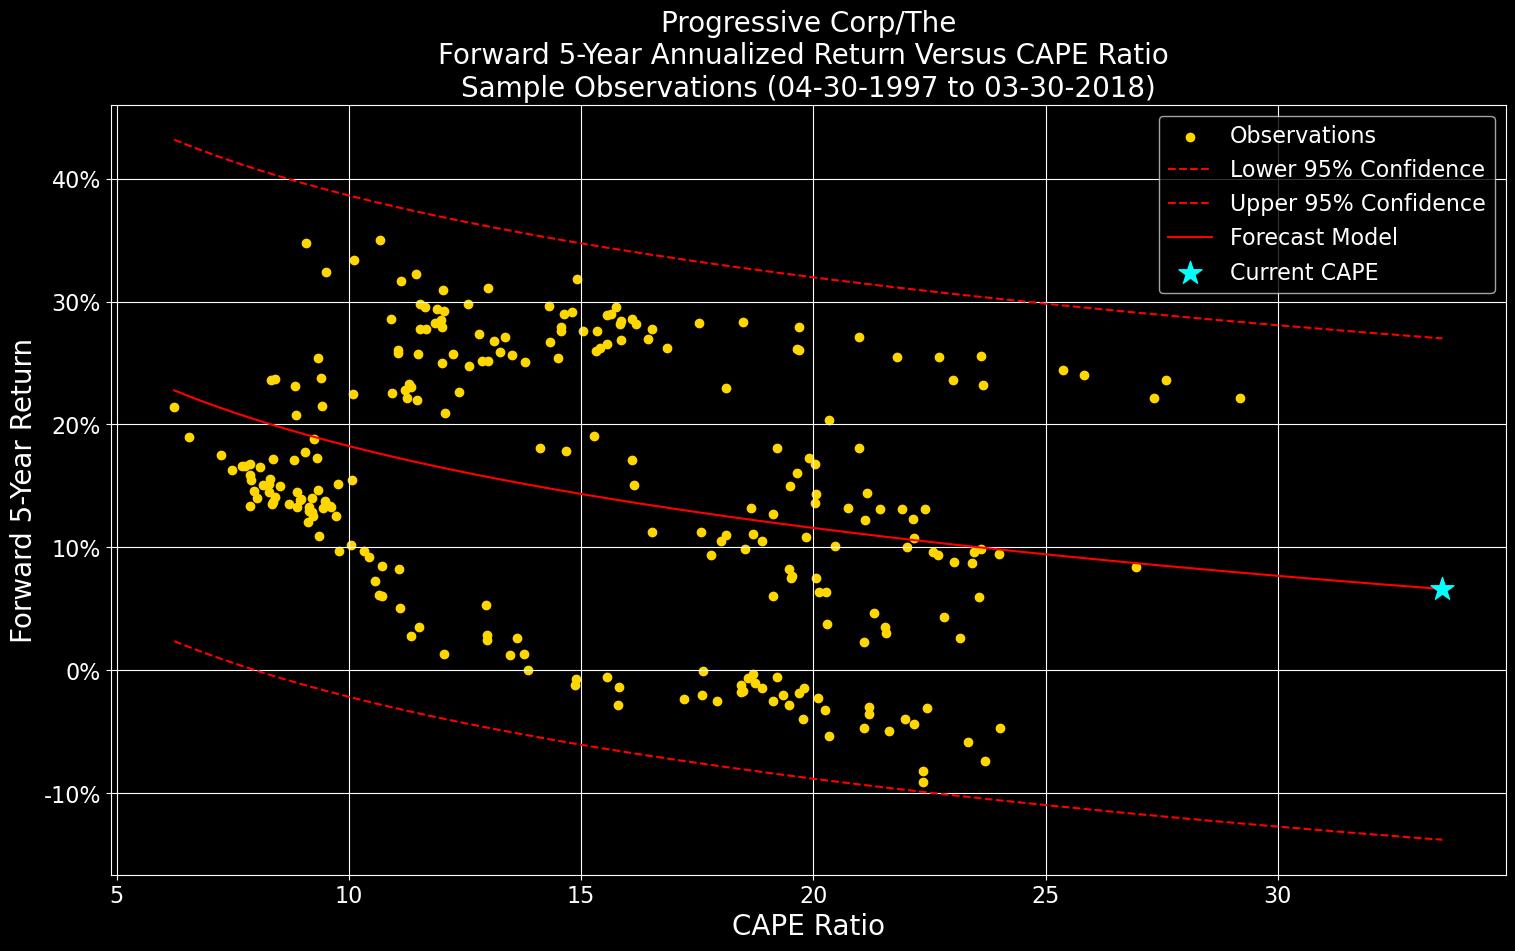 Progressive Corp/The
Forward 5-Year Annualized Return Versus CAPE Ratio
Sample Observations (04-30-1997 to 03-30-2018)
Observations
Lower 95% Confidence
Upper 95% Confidence
Forecast Model
Current CAPE
Forward 5-Year Return
40%
30%
20%
10%
0%
-10%
5 10 15 20 25 30
CAPE Ratio